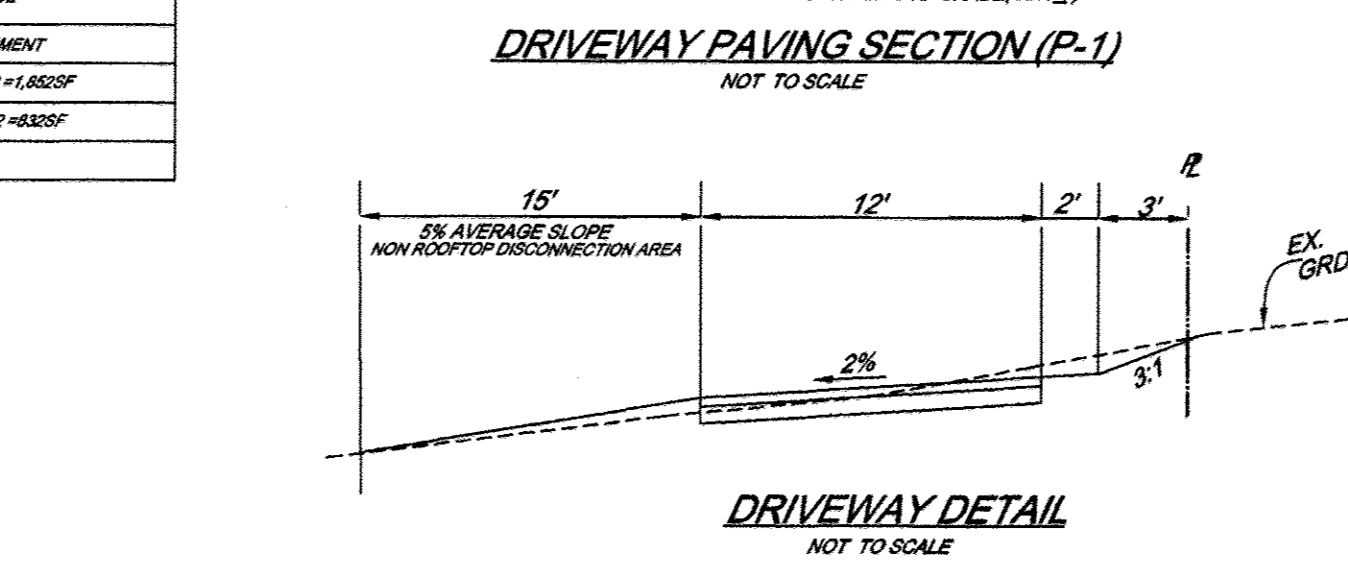 MENT
=1,852SF
=832SF
DRIVEWAY PAVING SECTION (P-1)
NOT TO SCALE
15'
12'
2'
3'
5% AVERAGE SLOPE
NON ROOFTOP DISCONNECTION AREA
EX.
GRD
2%
3:1
DRIVEWAY DETAIL
NOT TO SCALE